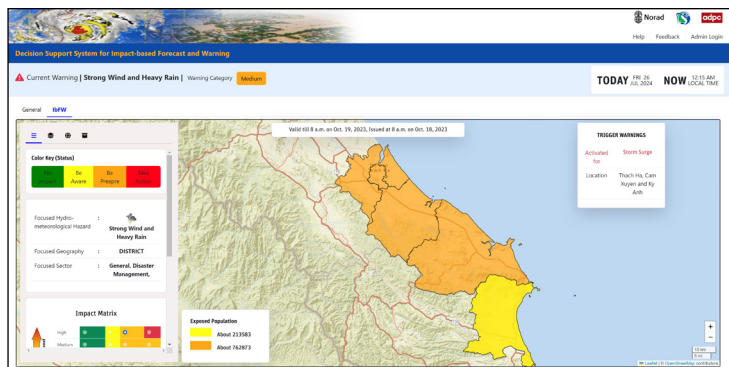 Norad
adpc
Help Feedback Admin Login
Decision Support System for Impact-based Forecast and Warning
Current Warning | Strong Wind and Heavy Rain | Warning Category Medium
TODAY FRI 26 JUL 2024 NOW 12:15 AM LOCAL TIME
General IbFW
Valid till 8 a.m on Oct. 19, 2023, Issued at 8 a.m. on Oct. 18, 2023
Color Key (Status)
Be Aware
Be Preapre
Focused Hydro-meteorological Hazard : Strong Wind and Heavy Rain
Focused Geography : DISTRICT
Focused Sector : General, Disaster Management,
Impact Matrix
High
Medium
Exposed Population
About 213583
About 762873
TRIGGER WARNINGS
Activated for Storm Surge
Location Thach Ha, Cam Xuyen and Ky Anh
+
−
10 km
5 mi
Leaflet | © OpenStreetMap contributors